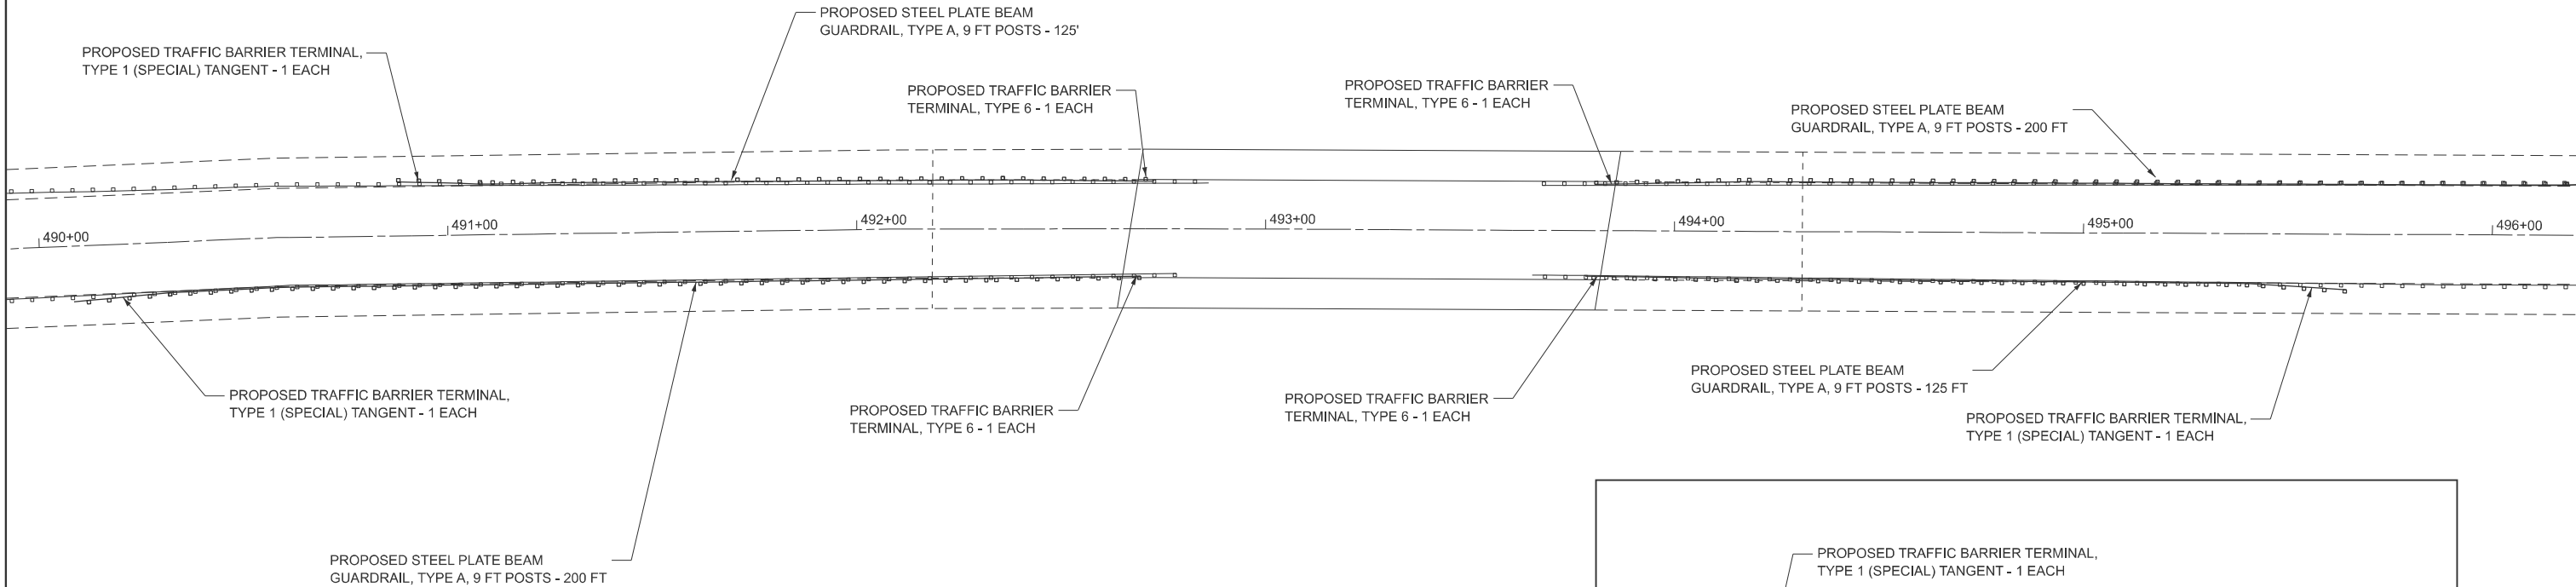 PROPOSED STEEL PLATE BEAM
GUARDRAIL, TYPE A, 9 FT POSTS - 125'
PROPOSED TRAFFIC BARRIER TERMINAL,
TYPE 1 (SPECIAL) TANGENT - 1 EACH
PROPOSED TRAFFIC BARRIER
TERMINAL, TYPE 6 - 1 EACH
PROPOSED TRAFFIC BARRIER
TERMINAL, TYPE 6 - 1 EACH
PROPOSED STEEL PLATE BEAM
GUARDRAIL, TYPE A, 9 FT POSTS - 200 FT
490+00
491+00
492+00
493+00
494+00
495+00
496+00
PROPOSED TRAFFIC BARRIER TERMINAL,
TYPE 1 (SPECIAL) TANGENT - 1 EACH
PROPOSED TRAFFIC BARRIER
TERMINAL, TYPE 6 - 1 EACH
PROPOSED TRAFFIC BARRIER
TERMINAL, TYPE 6 - 1 EACH
PROPOSED STEEL PLATE BEAM
GUARDRAIL, TYPE A, 9 FT POSTS - 125 FT
PROPOSED TRAFFIC BARRIER TERMINAL,
TYPE 1 (SPECIAL) TANGENT - 1 EACH
PROPOSED STEEL PLATE BEAM
GUARDRAIL, TYPE A, 9 FT POSTS - 200 FT
PROPOSED TRAFFIC BARRIER TERMINAL,
TYPE 1 (SPECIAL) TANGENT - 1 EACH